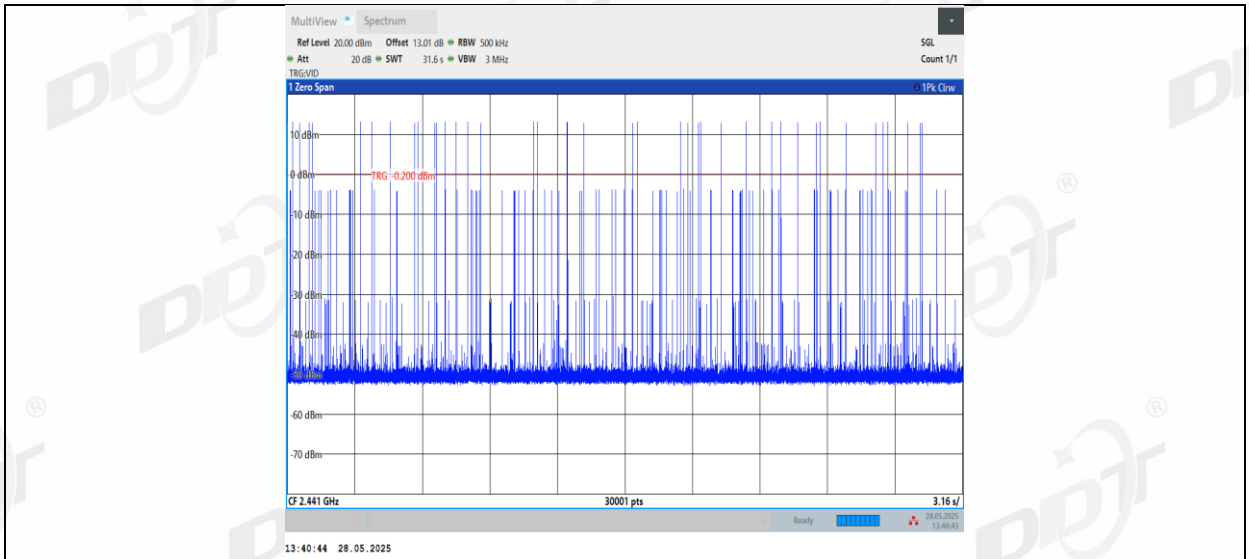 MultiView Spectrum
Ref Level 20.00 dBm Offset 13.01 dB RBW 500 kHz SGL
Att 20 dB SWT 31.6 s VBW 3 MHz Count 1/1
TRG:VID
1 Zero Span 1Pk Clrw
10 dBm
0 dBm
TRG -0.200 dBm
-10 dBm
-20 dBm
-30 dBm
-40 dBm
-50 dBm
-60 dBm
-70 dBm
CF 2.441 GHz 30001 pts 3.16 s/
Ready 28.05.2025
13:40:43
13:40:44 28.05.2025
DDT
®